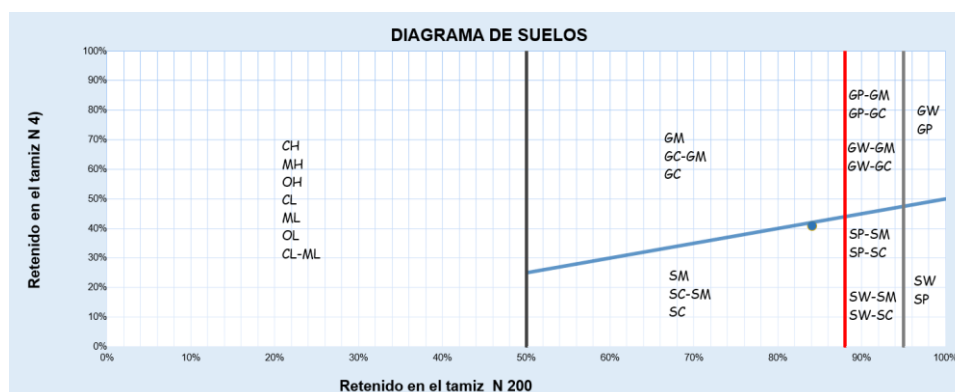 DIAGRAMA DE SUELOS
Retenido en el tamiz N 4)
100%
90%
80%
70%
60%
50%
40%
30%
20%
10%
0%
CH
MH
OH
CL
ML
OL
CL-ML
GM
GC-GM
GC
SM
SC-SM
SC
GP-GM
GP-GC
GW-GM
GW-GC
SP-SM
SP-SC
SW-SM
SW-SC
GW
GP
SW
SP
0% 10% 20% 30% 40% 50% 60% 70% 80% 90% 100%
Retenido en el tamiz N 200